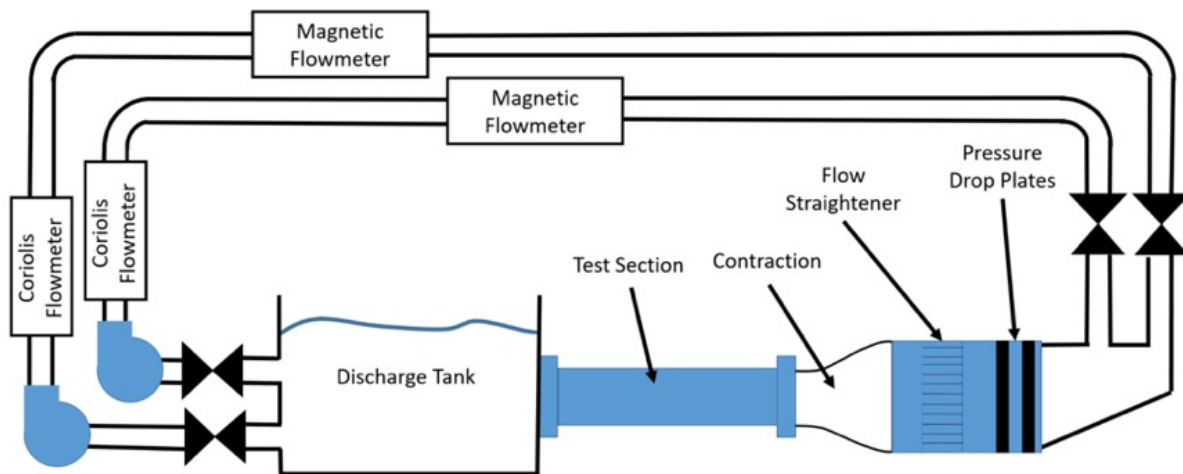 Magnetic
Flowmeter
Magnetic
Flowmeter
Pressure
Drop Plates
Flow
Straightener
Coriolis
Flowmeter
Coriolis
Flowmeter
Test Section
Contraction
Discharge Tank